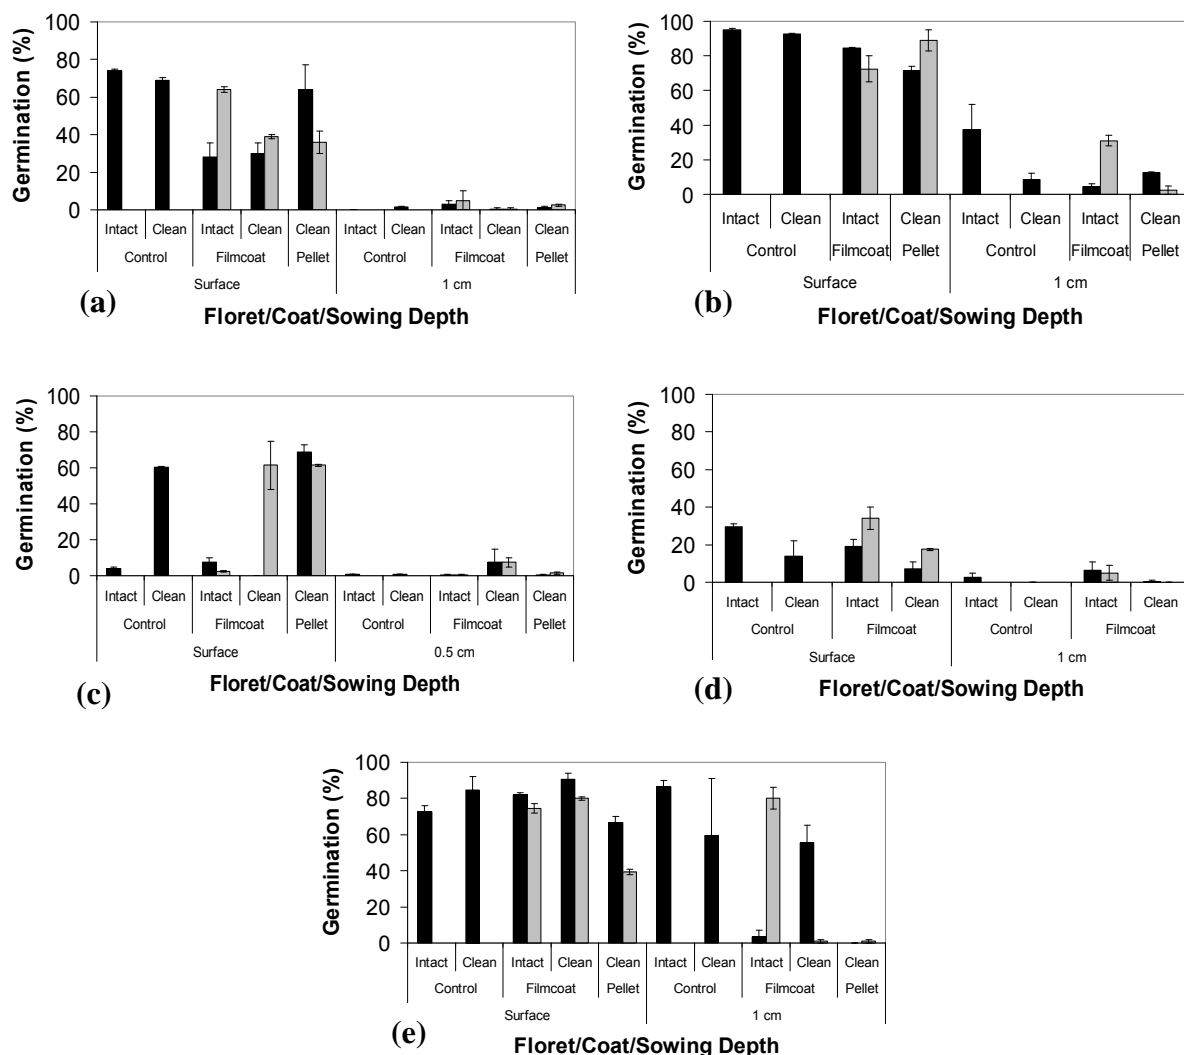 100
80
60
40
20
0
Germination (%)
Intact Clean Intact Clean Clean Intact Clean Intact Clean Clean
Control Filmcoat Pellet Control Filmcoat Pellet
Surface 1 cm
(a)
Floret/Coat/Sowing Depth
100
80
60
40
20
0
Germination (%)
Intact Clean Intact Clean Intact Clean Intact Clean
Control Filmcoat Pellet Control Filmcoat Pellet
Surface 1 cm
(b)
Floret/Coat/Sowing Depth
100
80
60
40
20
0
Germination (%)
Intact Clean Intact Clean Clean Intact Clean Intact Clean Clean
Control Filmcoat Pellet Control Filmcoat Pellet
Surface 0.5 cm
(c)
Floret/Coat/Sowing Depth
100
80
60
40
20
0
Germination (%)
Intact Clean Intact Clean Intact Clean Intact Clean
Control Filmcoat Control Filmcoat
Surface 1 cm
(d)
Floret/Coat/Sowing Depth
100
80
60
40
20
0
Germination (%)
Intact Clean Intact Clean Clean Intact Clean Intact Clean Clean
Control Filmcoat Pellet Control Filmcoat Pellet
Surface 1 cm
(e)
Floret/Coat/Sowing Depth